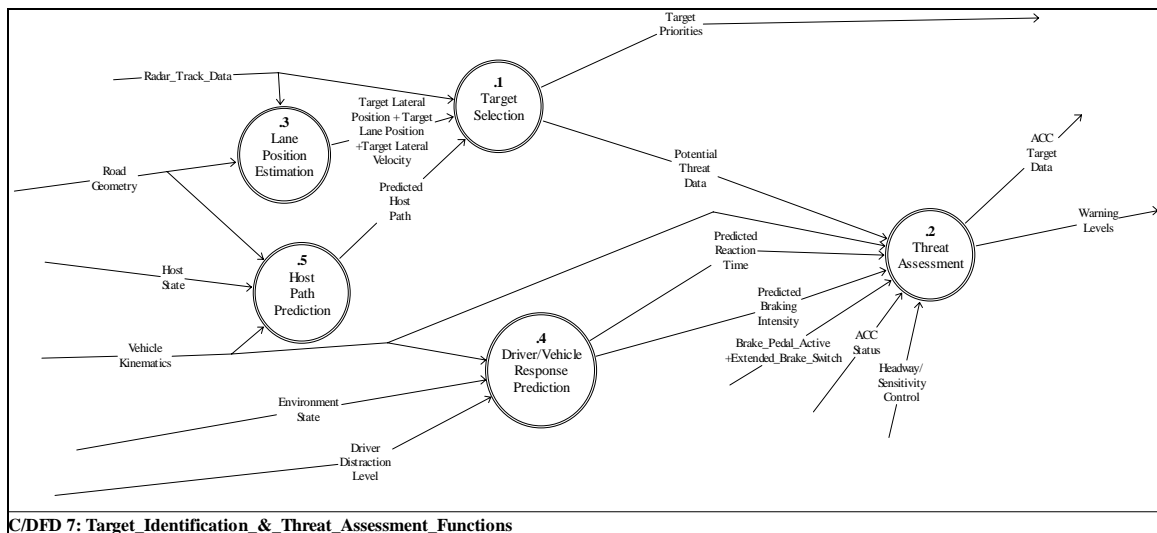 Target
Priorities
Radar_Track_Data
.1
Target
Selection
Target Lateral
Position + Target
Lane Position
+Target Lateral
Velocity
.3
Lane
Position
Estimation
Road
Geometry
Predicted
Host
Path
Potential
Threat
Data
ACC
Target
Data
Warning
Levels
.2
Threat
Assessment
Host
State
.5
Host
Path
Prediction
Predicted
Reaction
Time
Predicted
Braking
Intensity
Vehicle
Kinematics
.4
Driver/Vehicle
Response
Prediction
Brake_Pedal_Active
+Extended_Brake_Switch
ACC
Status
Headway/
Sensitivity
Control
Environment
State
Driver
Distraction
Level
C/DFD 7: Target_Identification_&_Threat_Assessment_Functions